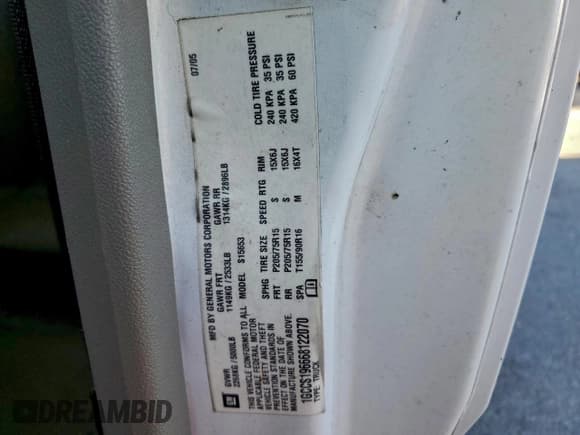 MFD BY GENERAL MOTORS CORPORATION 07/05
GVWR GAWR FRT GAWR RR
2268KG / 5000LB 1149KG / 2533LB 1314KG / 2896LB
THIS VEHICLE CONFORMS TO ALL MODEL S15653
APPLICABLE FEDERAL MOTOR
VEHICLE SAFETY AND THEFT
PREVENTION STANDARDS IN
EFFECT ON THE DATE OF
MANUFACTURE SHOWN ABOVE.
1GCCS196668122070
TYPE: TRUCK
SPHG TIRE SIZE SPEED RTG RIM COLD TIRE PRESSURE
FRT P205/75R15 S 15X6J 240 KPA 35 PSI
RR P205/75R15 S 15X6J 240 KPA 35 PSI
SPA T155/90R16 M 16X4T 420 KPA 60 PSI
GM
DREAMBID